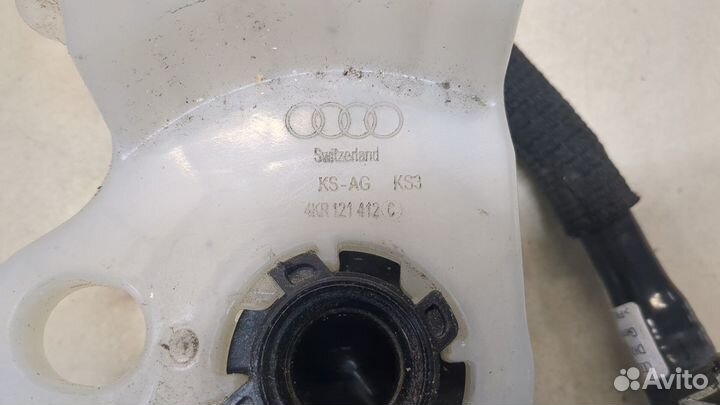 Switzerland
KS-AG KS3
4KR 121 412 C
Avito